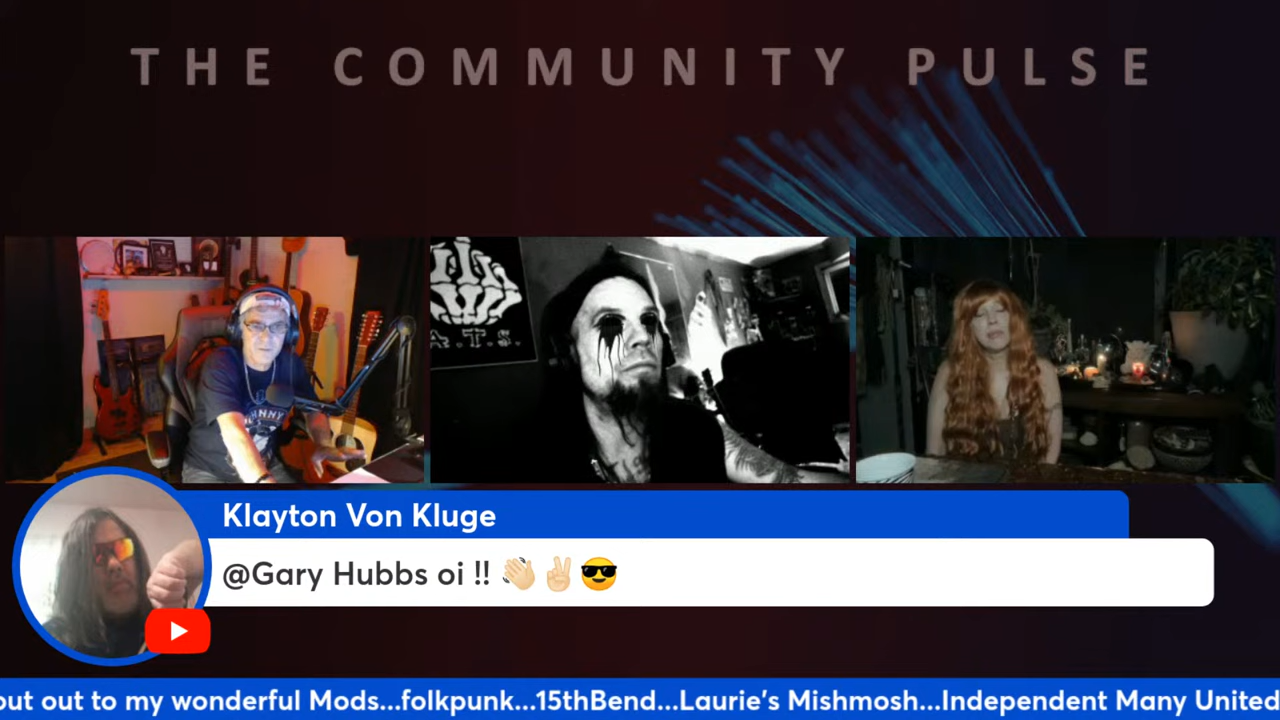 THE COMMUNITY PULSE
A.T.S.
Klayton Von Kluge
@Gary Hubbs oi !! 👋🏻✌🏻😎
out out to my wonderful Mods...folkpunk...15thBend...Laurie's Mishmosh...Independent Many United